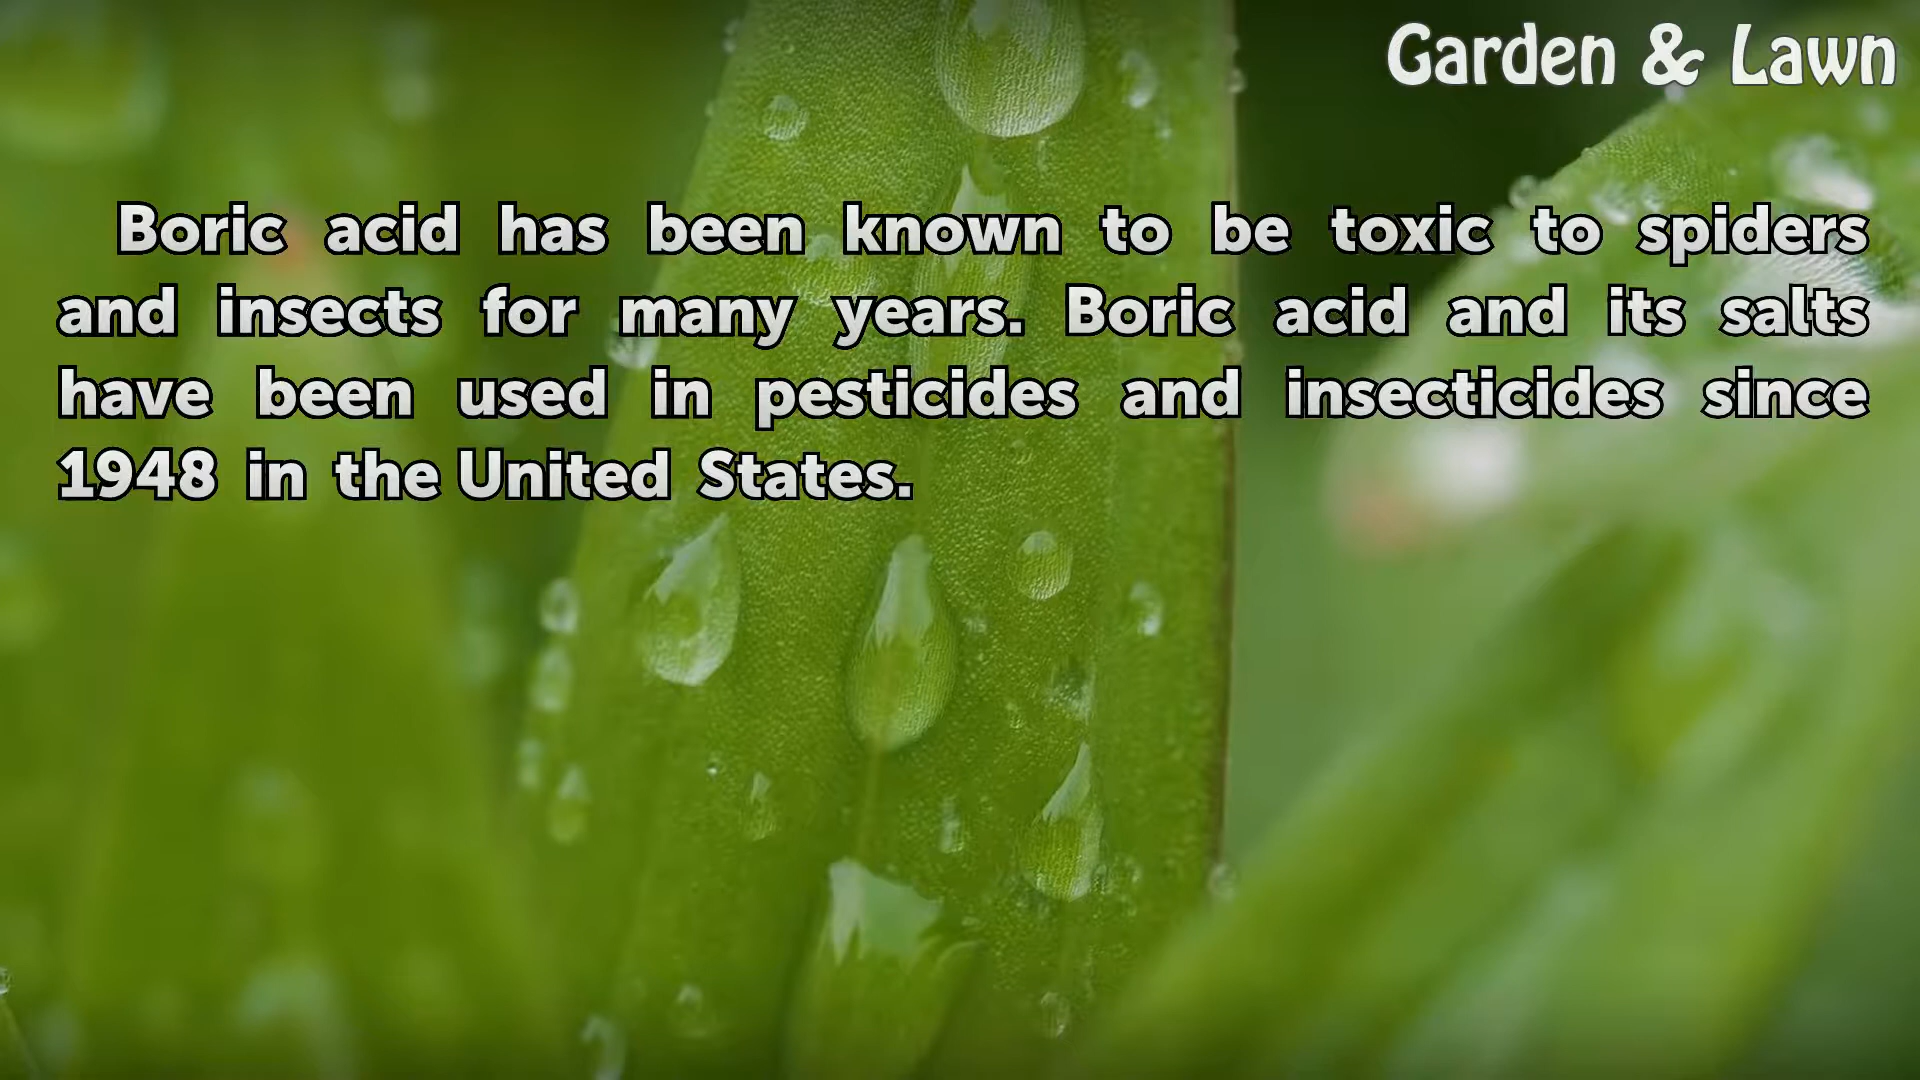 Garden & Lawn
Boric acid has been known to be toxic to spiders
and insects for many years. Boric acid and its salts
have been used in pesticides and insecticides since
1948 in the United States.